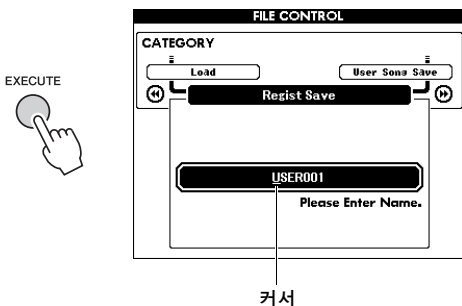 FILE CONTROL
CATEGORY
Load
User Song Save
EXECUTE
Regist Save
USER001
Please Enter Name.
커서